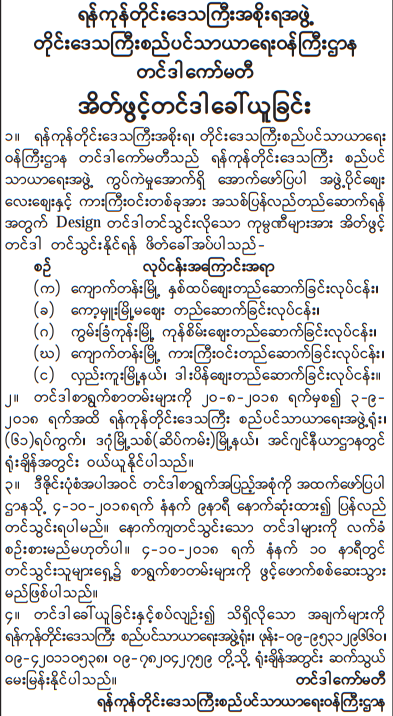 ရန်ကုန်တိုင်းဒေသကြီးအစိုးရအဖွဲ့
တိုင်းဒေသကြီးစည်ပင်သာယာရေးဝန်ကြီးဌာန
တင်ဒါကော်မတီ
အိတ်ဖွင့်တင်ဒါခေါ်ယူခြင်း
၁။ ရန်ကုန်တိုင်းဒေသကြီးအစိုးရ၊ တိုင်းဒေသကြီးစည်ပင်သာယာရေး
ဝန်ကြီးဌာန တင်ဒါကော်မတီသည် ရန်ကုန်တိုင်းဒေသကြီး စည်ပင်
သာယာရေးအဖွဲ့ ကွပ်ကဲမှုအောက်ရှိ အောက်ဖော်ပြပါ အဖွဲ့ပိုင်ဈေး
လေးဈေးနှင့် ကားကြီးဝင်းတစ်ခုအား အသစ်ပြန်လည်တည်ဆောက်ရန်
အတွက် Design တင်ဒါတင်သွင်းလိုသော ကုမ္ပဏီများအား အိတ်ဖွင့်
တင်ဒါ တင်သွင်းနိုင်ရန် ဖိတ်ခေါ်အပ်ပါသည်-
စဉ် လုပ်ငန်းအကြောင်းအရာ
(က) ကျောက်တန်းမြို့ နှစ်ထပ်ဈေးတည်ဆောက်ခြင်းလုပ်ငန်း၊
(ခ) ကော့မှူးမြို့မဈေး တည်ဆောက်ခြင်းလုပ်ငန်း၊
(ဂ) ကွမ်းခြံကုန်းမြို့ ကုန်စိမ်းဈေးတည်ဆောက်ခြင်းလုပ်ငန်း၊
(ဃ) ကျောက်တန်းမြို့ ကားကြီးဝင်းတည်ဆောက်ခြင်းလုပ်ငန်း၊
(င) လှည်းကူးမြို့နယ်၊ ဒါးပိန်ဈေးတည်ဆောက်ခြင်းလုပ်ငန်း။
၂။ တင်ဒါစာရွက်စာတမ်းများကို ၂၀-၈-၂၀၁၈ ရက်မှစ၍ ၃-၉-
၂၀၁၈ ရက်အထိ ရန်ကုန်တိုင်းဒေသကြီး စည်ပင်သာယာရေးအဖွဲ့ရုံး၊
(၆၁)ရပ်ကွက်၊ ဒဂုံမြို့သစ်(ဆိပ်ကမ်း)မြို့နယ်၊ အင်ဂျင်နီယာဌာနတွင်
ရုံးချိန်အတွင်း ဝယ်ယူနိုင်ပါသည်။
၃။ ဒီဇိုင်းပုံစံအပါအဝင် တင်ဒါစာရွက်အပြည့်အစုံကို အထက်ဖော်ပြပါ
ဌာနသို့ ၄-၁၀-၂၀၁၈ရက် နံနက် ၉နာရီ နောက်ဆုံးထား၍ ပြန်လည်
တင်သွင်းရပါမည်။ နောက်ကျတင်သွင်းသော တင်ဒါများကို လက်ခံ
စဉ်းစားမည်မဟုတ်ပါ။ ၄-၁၀-၂၀၁၈ ရက် နံနက် ၁၀ နာရီတွင်
တင်သွင်းသူများရှေ့၌ စာရွက်စာတမ်းများကို ဖွင့်ဖောက်စစ်ဆေးသွား
မည်ဖြစ်ပါသည်။
၄။ တင်ဒါခေါ်ယူခြင်းနှင့်စပ်လျဉ်း၍ သိရှိလိုသော အချက်များကို
ရန်ကုန်တိုင်းဒေသကြီး စည်ပင်သာယာရေးအဖွဲ့ရုံး၊ ဖုန်း-၀၉-၉၅၃၁၂၉၆၆၀၊
၀၉-၄၂၀၁၁၀၅၃၈၊ ၀၉-၇၈၂၀၄၂၇၅၉ တို့သို့ ရုံးချိန်အတွင်း ဆက်သွယ်
မေးမြန်းနိုင်ပါသည်။ တင်ဒါကော်မတီ
ရန်ကုန်တိုင်းဒေသကြီးစည်ပင်သာယာရေးဝန်ကြီးဌာန